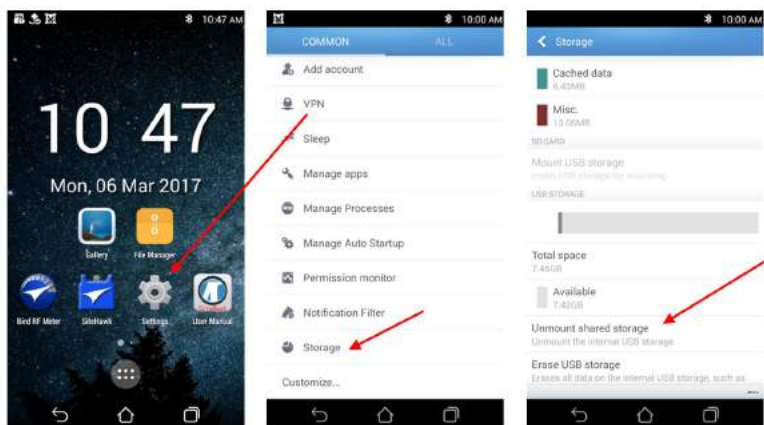 10:47 AM
10 47
Mon, 06 Mar 2017
Gallery
File Manager
Bird RF Meter
SiteHawk
Settings
User Manual
10:00 AM
COMMON
ALL
Add account
VPN
Sleep
Manage apps
Manage Processes
Manage Auto Startup
Permission monitor
Notification Filter
Storage
Customize...
10:00 AM
Storage
Cached data
6.43MB
Misc.
SD CARD
Mount USB storage
USB STORAGE
Total space
7.46GB
Available
7.42GB
Unmount shared storage
Unmount the internal USB storage
Erase USB storage
Erases all data on the internal USB storage, such as